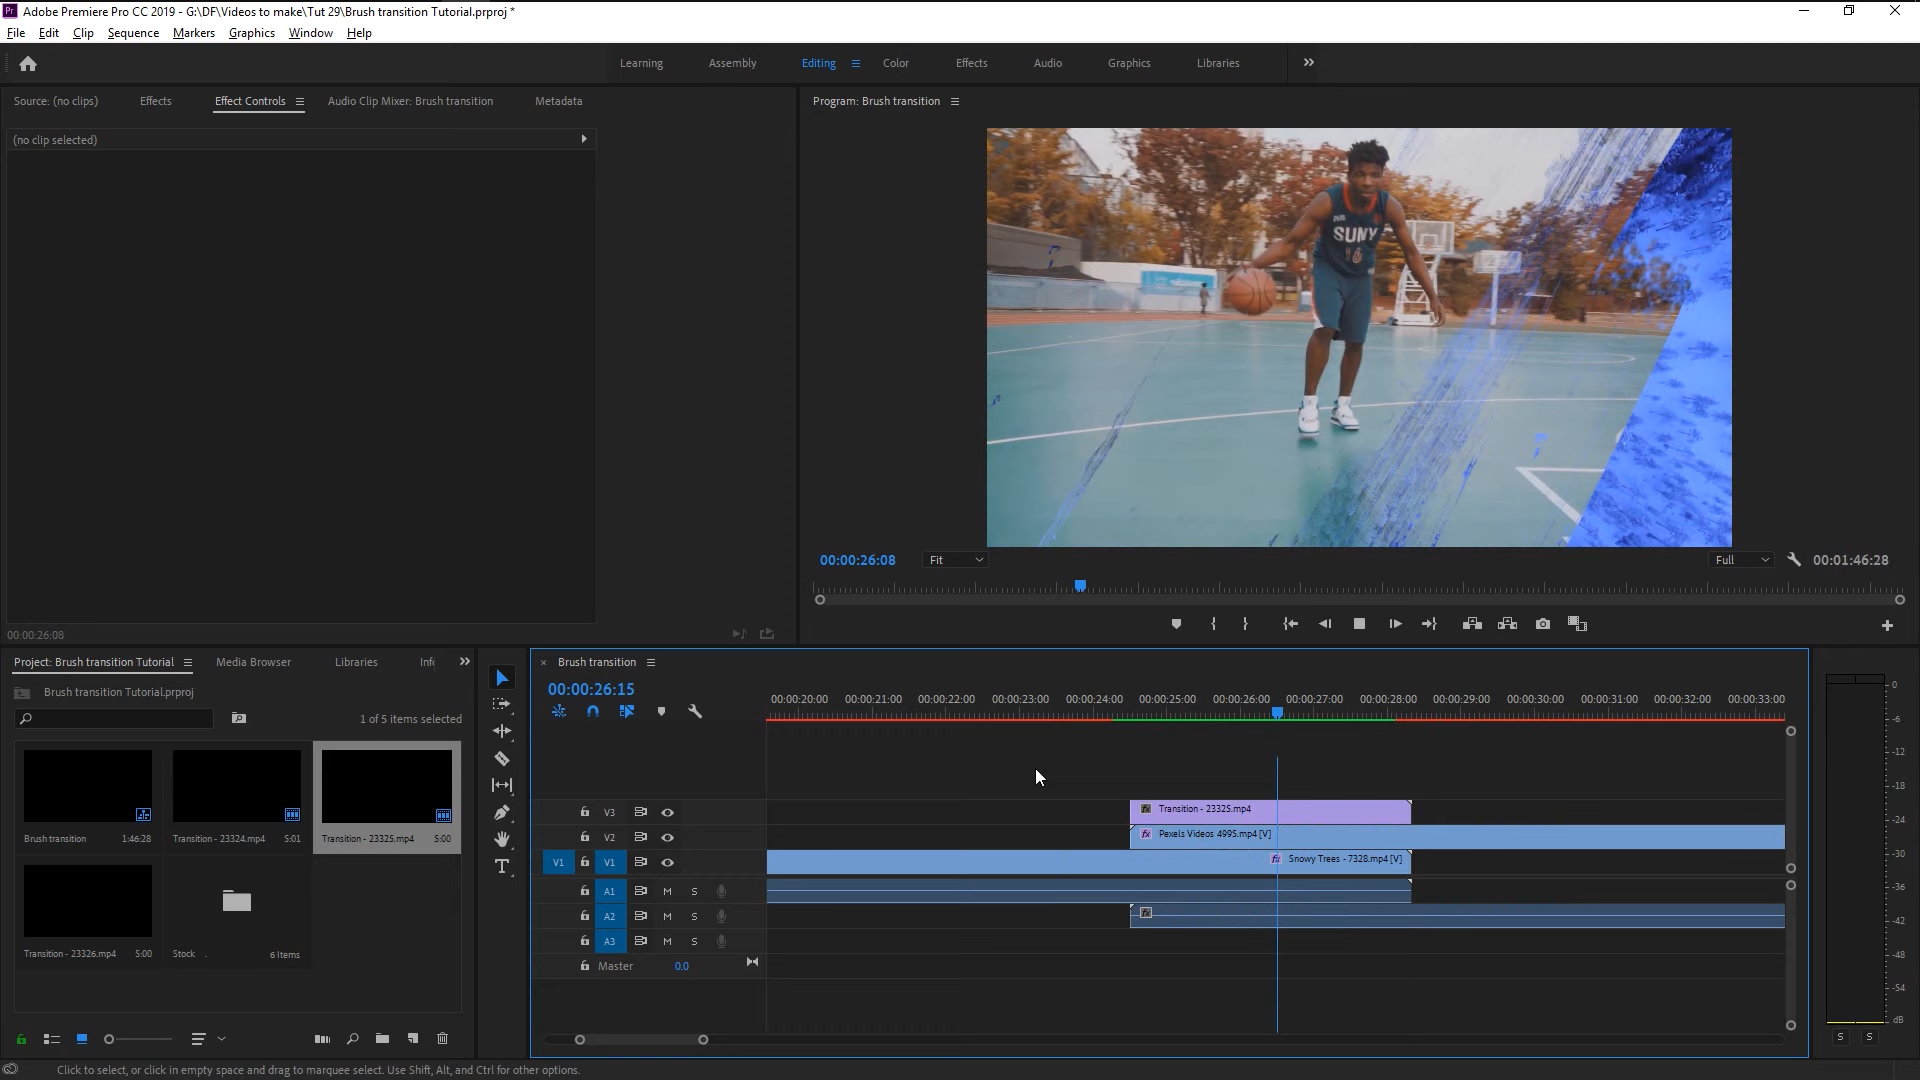 Adobe Premiere Pro CC 2019 - G:\DF\Videos to make\Tut 29\Brush transition Tutorial.prproj *
File Edit Clip Sequence Markers Graphics Window Help
Learning Assembly Editing Color Effects Audio Graphics Libraries
Source: (no clips) Effects Effect Controls Audio Clip Mixer: Brush transition Metadata
Program: Brush transition
(no clip selected)
SUNY
16
00:00:26:08 Fit Full 00:01:46:28
00:00:26:08
Project: Brush transition Tutorial Media Browser Libraries Info
Brush transition Tutorial.prproj
1 of 5 items selected
Brush transition 1:46:28
Transition - 23324.mp4 5:01
Transition - 23325.mp4 5:00
Transition - 23326.mp4 5:00
Stock 6 Items
Brush transition
00:00:26:15
00:00:20:00 00:00:21:00 00:00:22:00 00:00:23:00 00:00:24:00 00:00:25:00 00:00:26:00 00:00:27:00 00:00:28:00 00:00:29:00 00:00:30:00 00:00:31:00 00:00:32:00 00:00:33:00
V3 fx Transition - 23325.mp4
V2 fx Pexels Videos 4995.mp4 [V]
V1 V1 fx Snowy Trees - 7328.mp4 [V]
A1 M S
A2 M S fx
A3 M S
Master 0.0
0
-6
-12
-18
-24
-30
-36
-42
-48
-54
dB
S S
Click to select, or click in empty space and drag to marquee select. Use Shift, Alt, and Ctrl for other options.